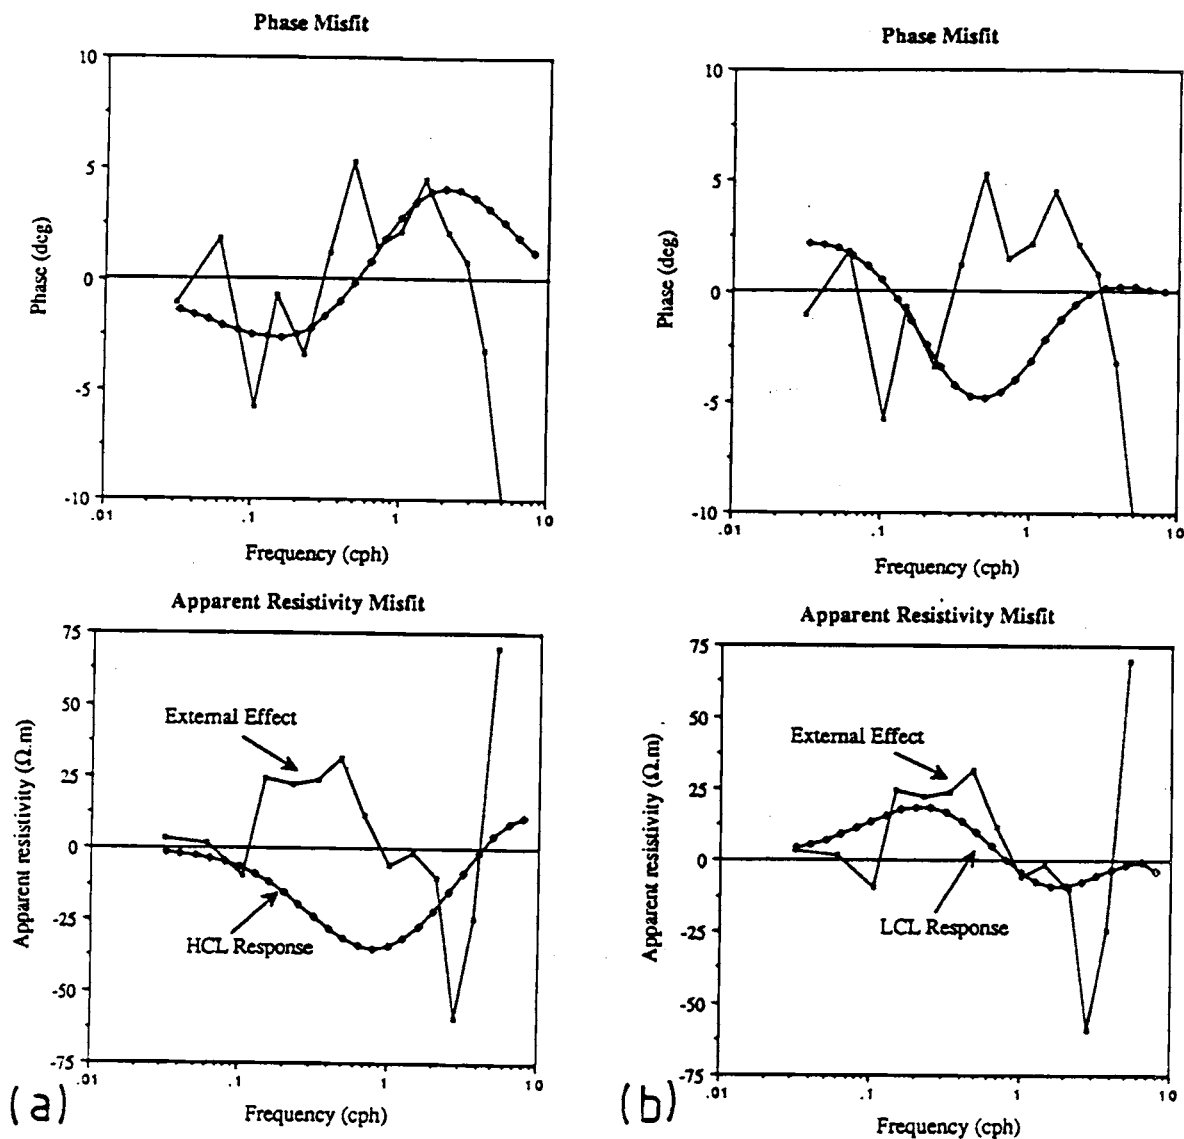 Phase Misfit
10
5
0
-5
-10
Phase (deg)
.01
.1
1
10
Frequency (cph)
Apparent Resistivity Misfit
75
50
25
0
-25
-50
-75
Apparent resistivity (Ω.m)
External Effect
HCL Response
.01
.1
1
10
Frequency (cph)
(a)
Phase Misfit
10
5
0
-5
-10
Phase (deg)
.01
.1
1
10
Frequency (cph)
Apparent Resistivity Misfit
75
50
25
0
-25
-50
-75
Apparent resistivity (Ω.m)
External Effect
LCL Response
.01
.1
1
10
Frequency (cph)
(b)